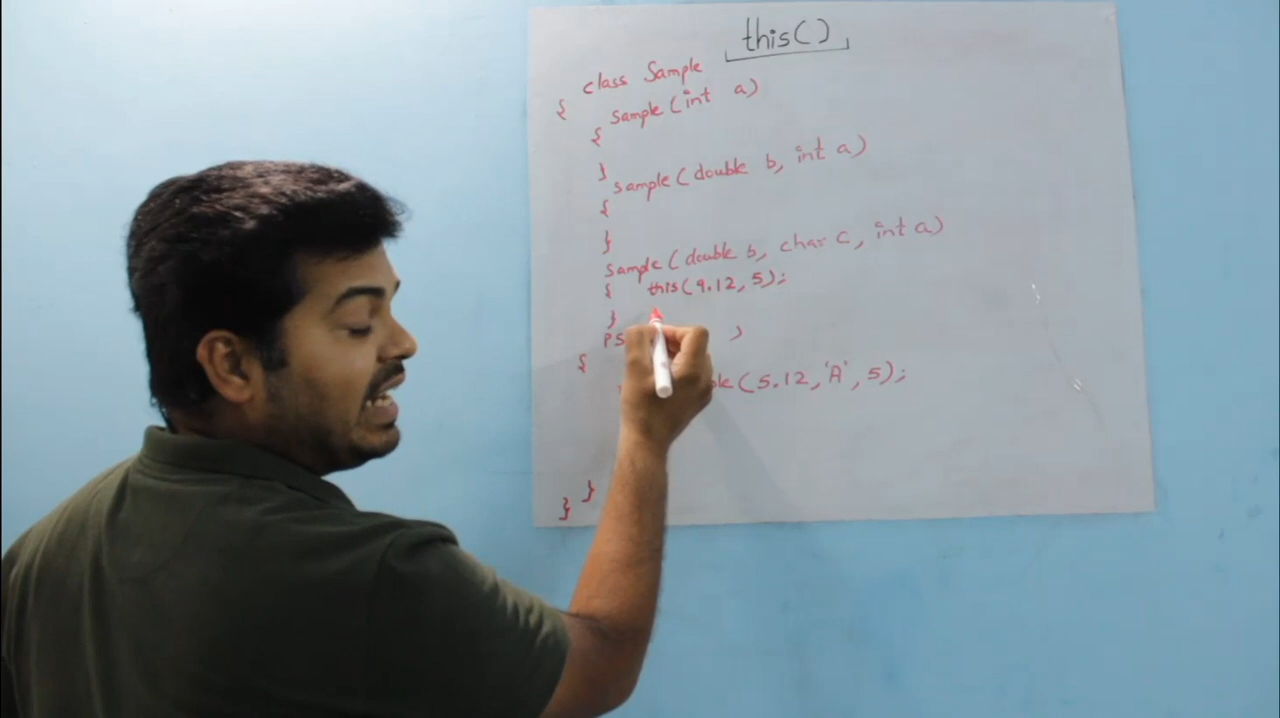 this()
class Sample
{
Sample(int a)
{
}
Sample(double b, int a)
{
}
Sample(double b, char c, int a)
{ this(9.12, 5);
}
PS )
{
(5.12, 'A', 5);
}
}